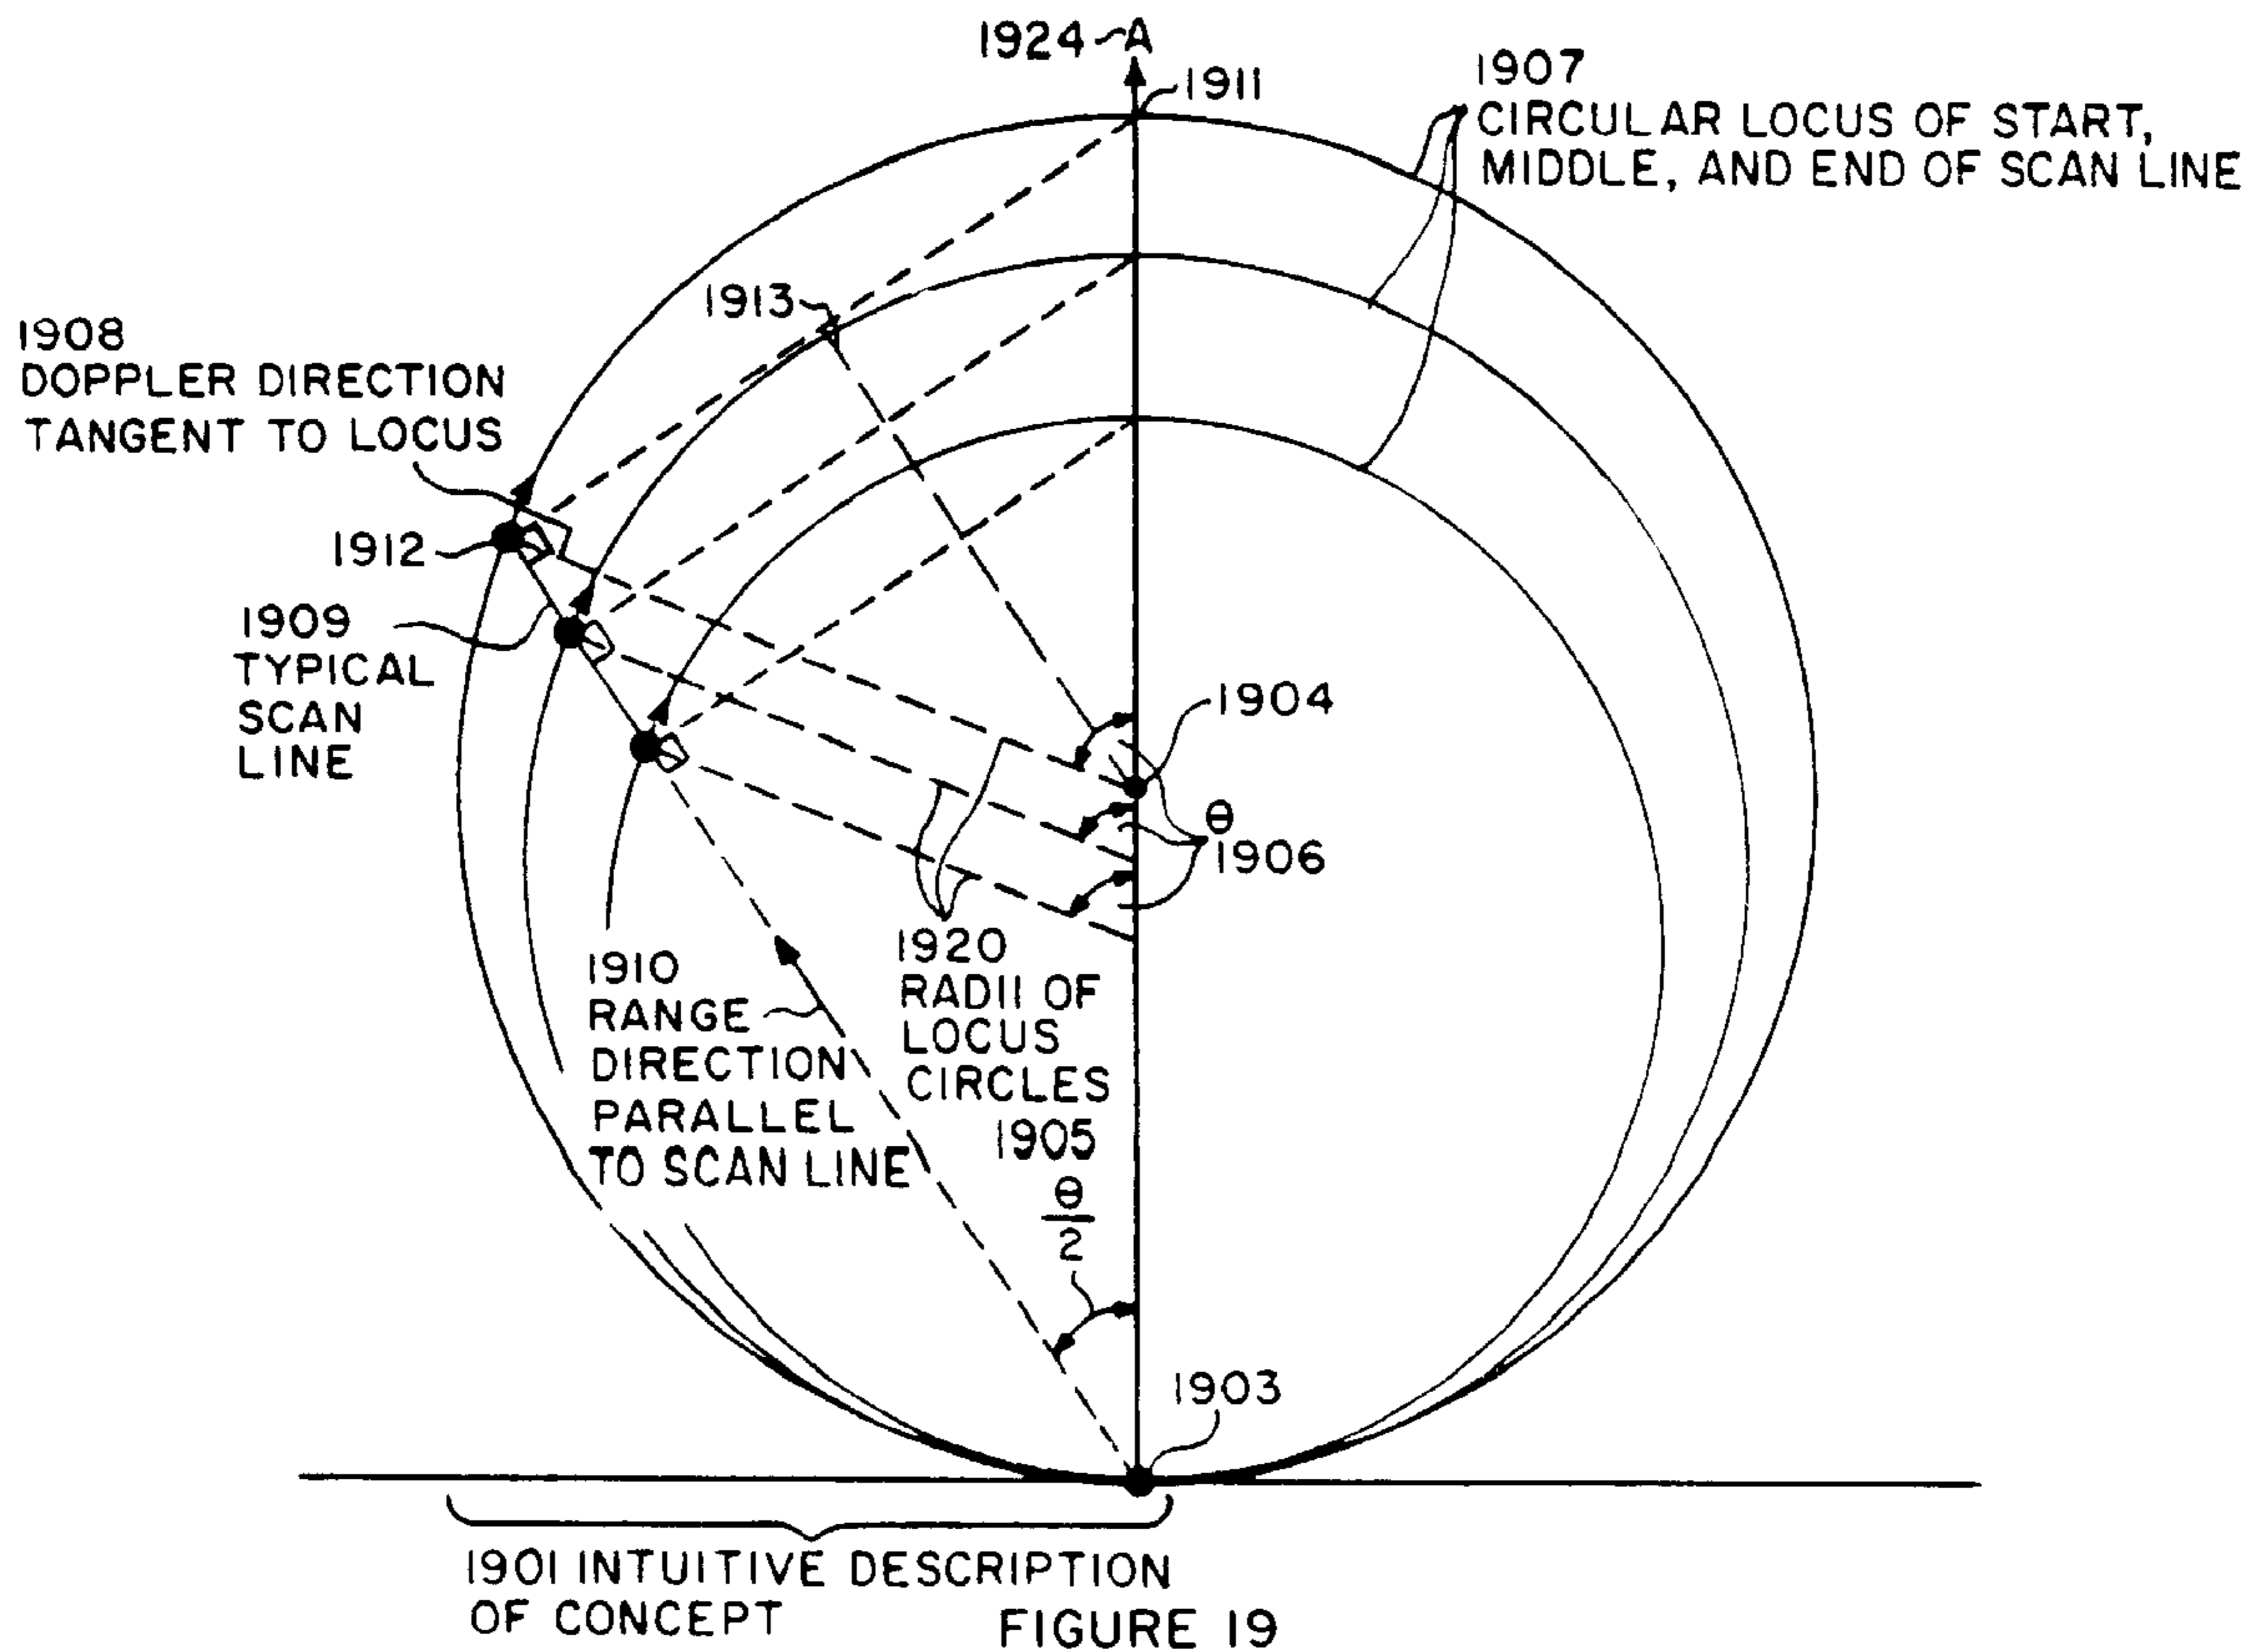 1924 A
1911
1907
CIRCULAR LOCUS OF START,
MIDDLE, AND END OF SCAN LINE
1913
1908
DOPPLER DIRECTION
TANGENT TO LOCUS
1912
1909
TYPICAL
SCAN
LINE
1904
θ
1906
1920
RADII OF
LOCUS
CIRCLES
1910
RANGE
DIRECTION
PARALLEL
TO SCAN LINE
1905
θ
2
1903
1901 INTUITIVE DESCRIPTION
OF CONCEPT
FIGURE 19